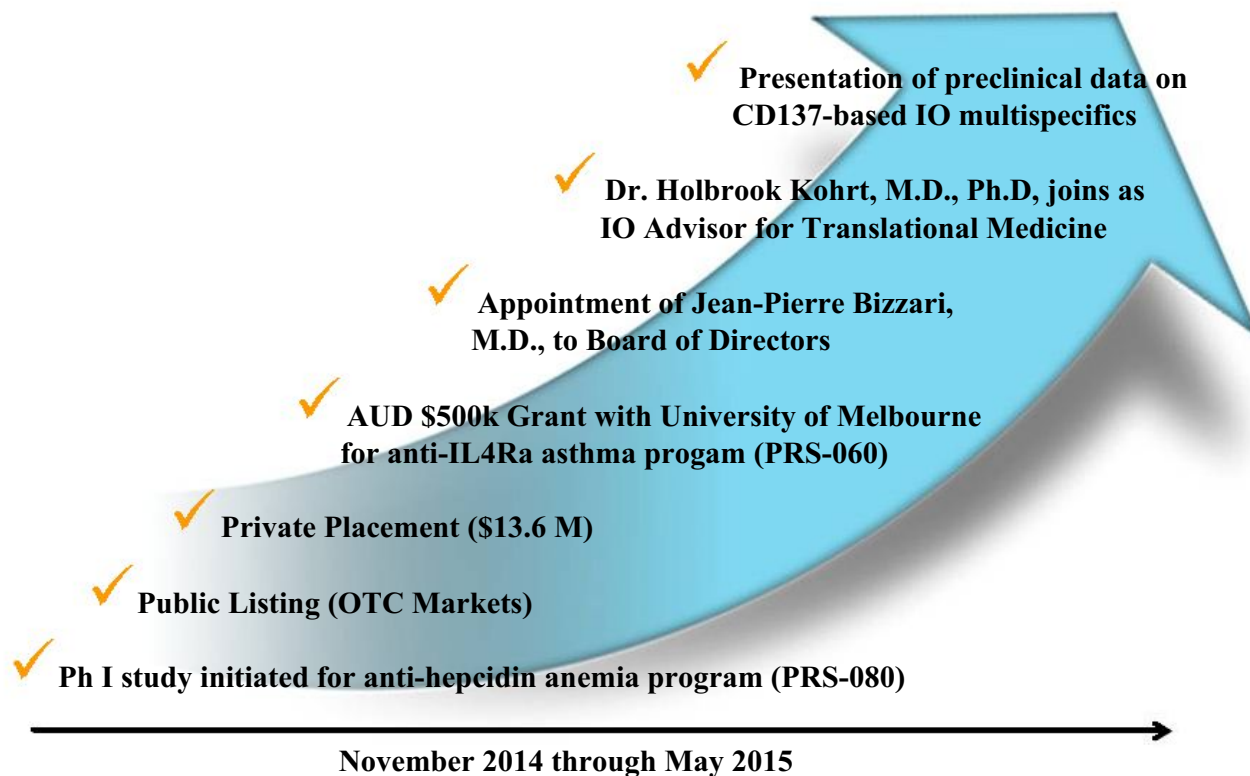 Presentation of preclinical data on
CD137-based IO multispecifics
Dr. Holbrook Kohrt, M.D., Ph.D, joins as
IO Advisor for Translational Medicine
Appointment of Jean-Pierre Bizzari,
M.D., to Board of Directors
AUD $500k Grant with University of Melbourne
for anti-IL4Ra asthma progam (PRS-060)
Private Placement ($13.6 M)
Public Listing (OTC Markets)
Ph I study initiated for anti-hepcidin anemia program (PRS-080)
November 2014 through May 2015